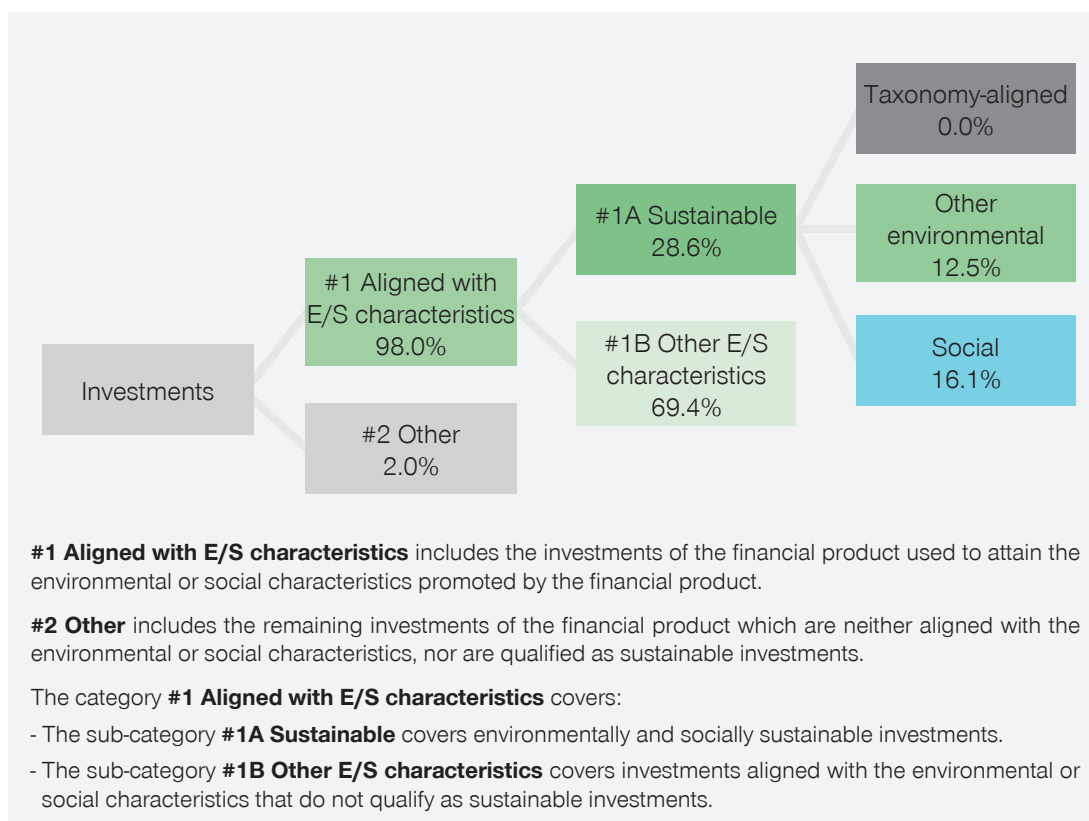 Investments
#1 Aligned with
E/S characteristics
98.0%
#2 Other
2.0%
#1A Sustainable
28.6%
#1B Other E/S
characteristics
69.4%
Taxonomy-aligned
0.0%
Other
environmental
12.5%
Social
16.1%
#1 Aligned with E/S characteristics includes the investments of the financial product used to attain the
environmental or social characteristics promoted by the financial product.
#2 Other includes the remaining investments of the financial product which are neither aligned with the
environmental or social characteristics, nor are qualified as sustainable investments.
The category #1 Aligned with E/S characteristics covers:
- The sub-category #1A Sustainable covers environmentally and socially sustainable investments.
- The sub-category #1B Other E/S characteristics covers investments aligned with the environmental or
social characteristics that do not qualify as sustainable investments.